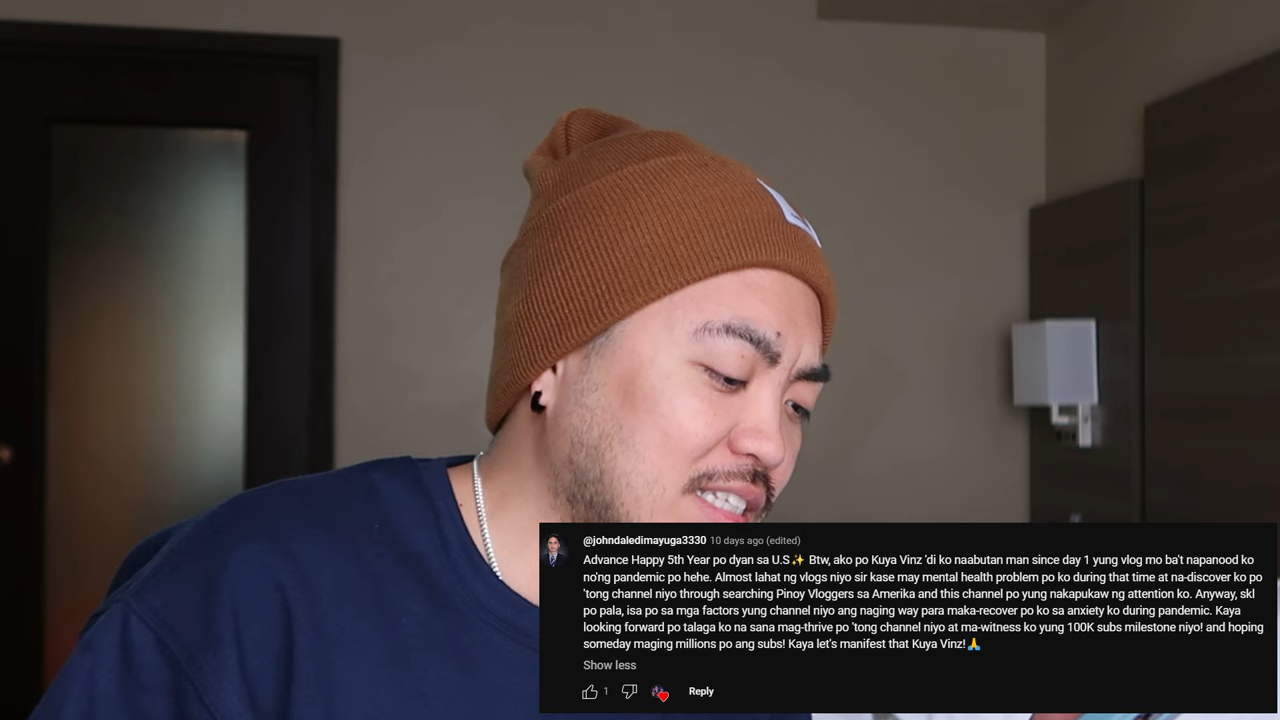 @johndaledimayuga3330 10 days ago (edited)
Advance Happy 5th Year po dyan sa U.S✨ Btw, ako po Kuya Vinz 'di ko naabutan man since day 1 yung vlog mo ba't napanood ko
no'ng pandemic po hehe. Almost lahat ng vlogs niyo sir kase may mental health problem po ko during that time at na-discover ko po
'tong channel niyo through searching Pinoy Vloggers sa Amerika and this channel po yung nakapukaw ng attention ko. Anyway, skl
po pala, isa po sa mga factors yung channel niyo ang naging way para maka-recover po ko sa anxiety ko during pandemic. Kaya
looking forward po talaga ko na sana mag-thrive po 'tong channel niyo at ma-witness ko yung 100K subs milestone niyo! and hoping
someday maging millions po ang subs! Kaya let's manifest that Kuya Vinz!🙏
Show less
1 Reply